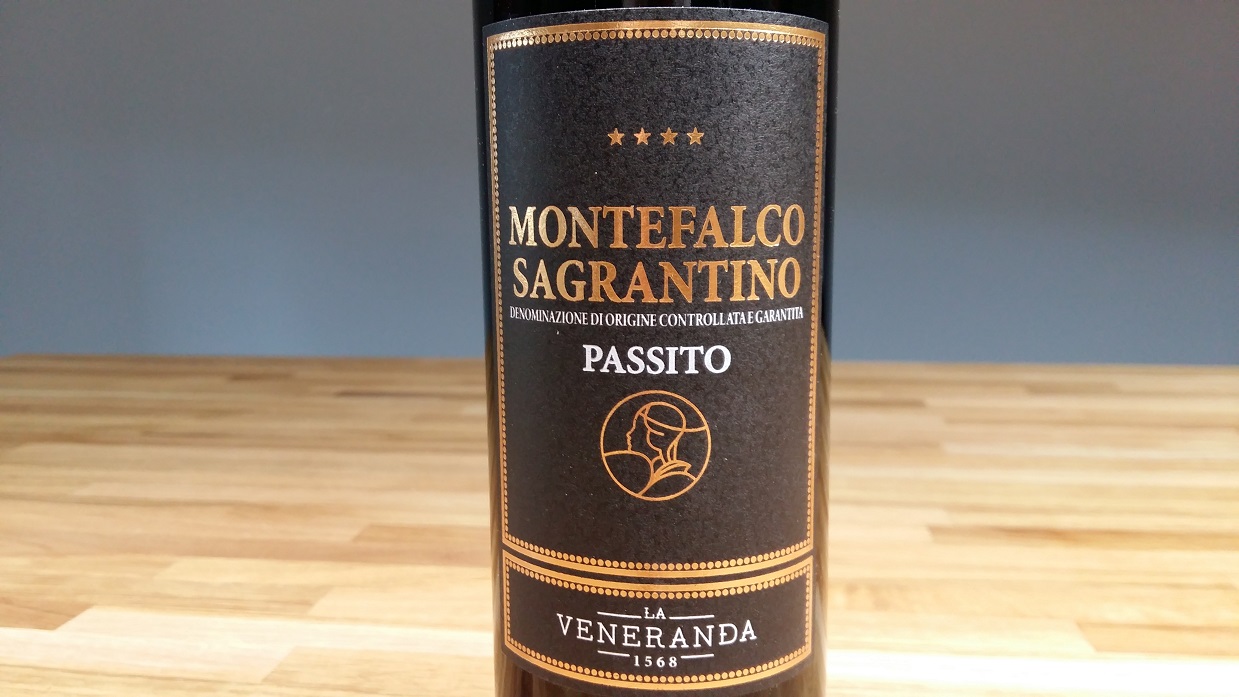 MONTEFALCO
SAGRANTINO
DENOMINAZIONE DI ORIGINE CONTROLLATA E GARANTITA
PASSITO
LA
VENERANDA
1568